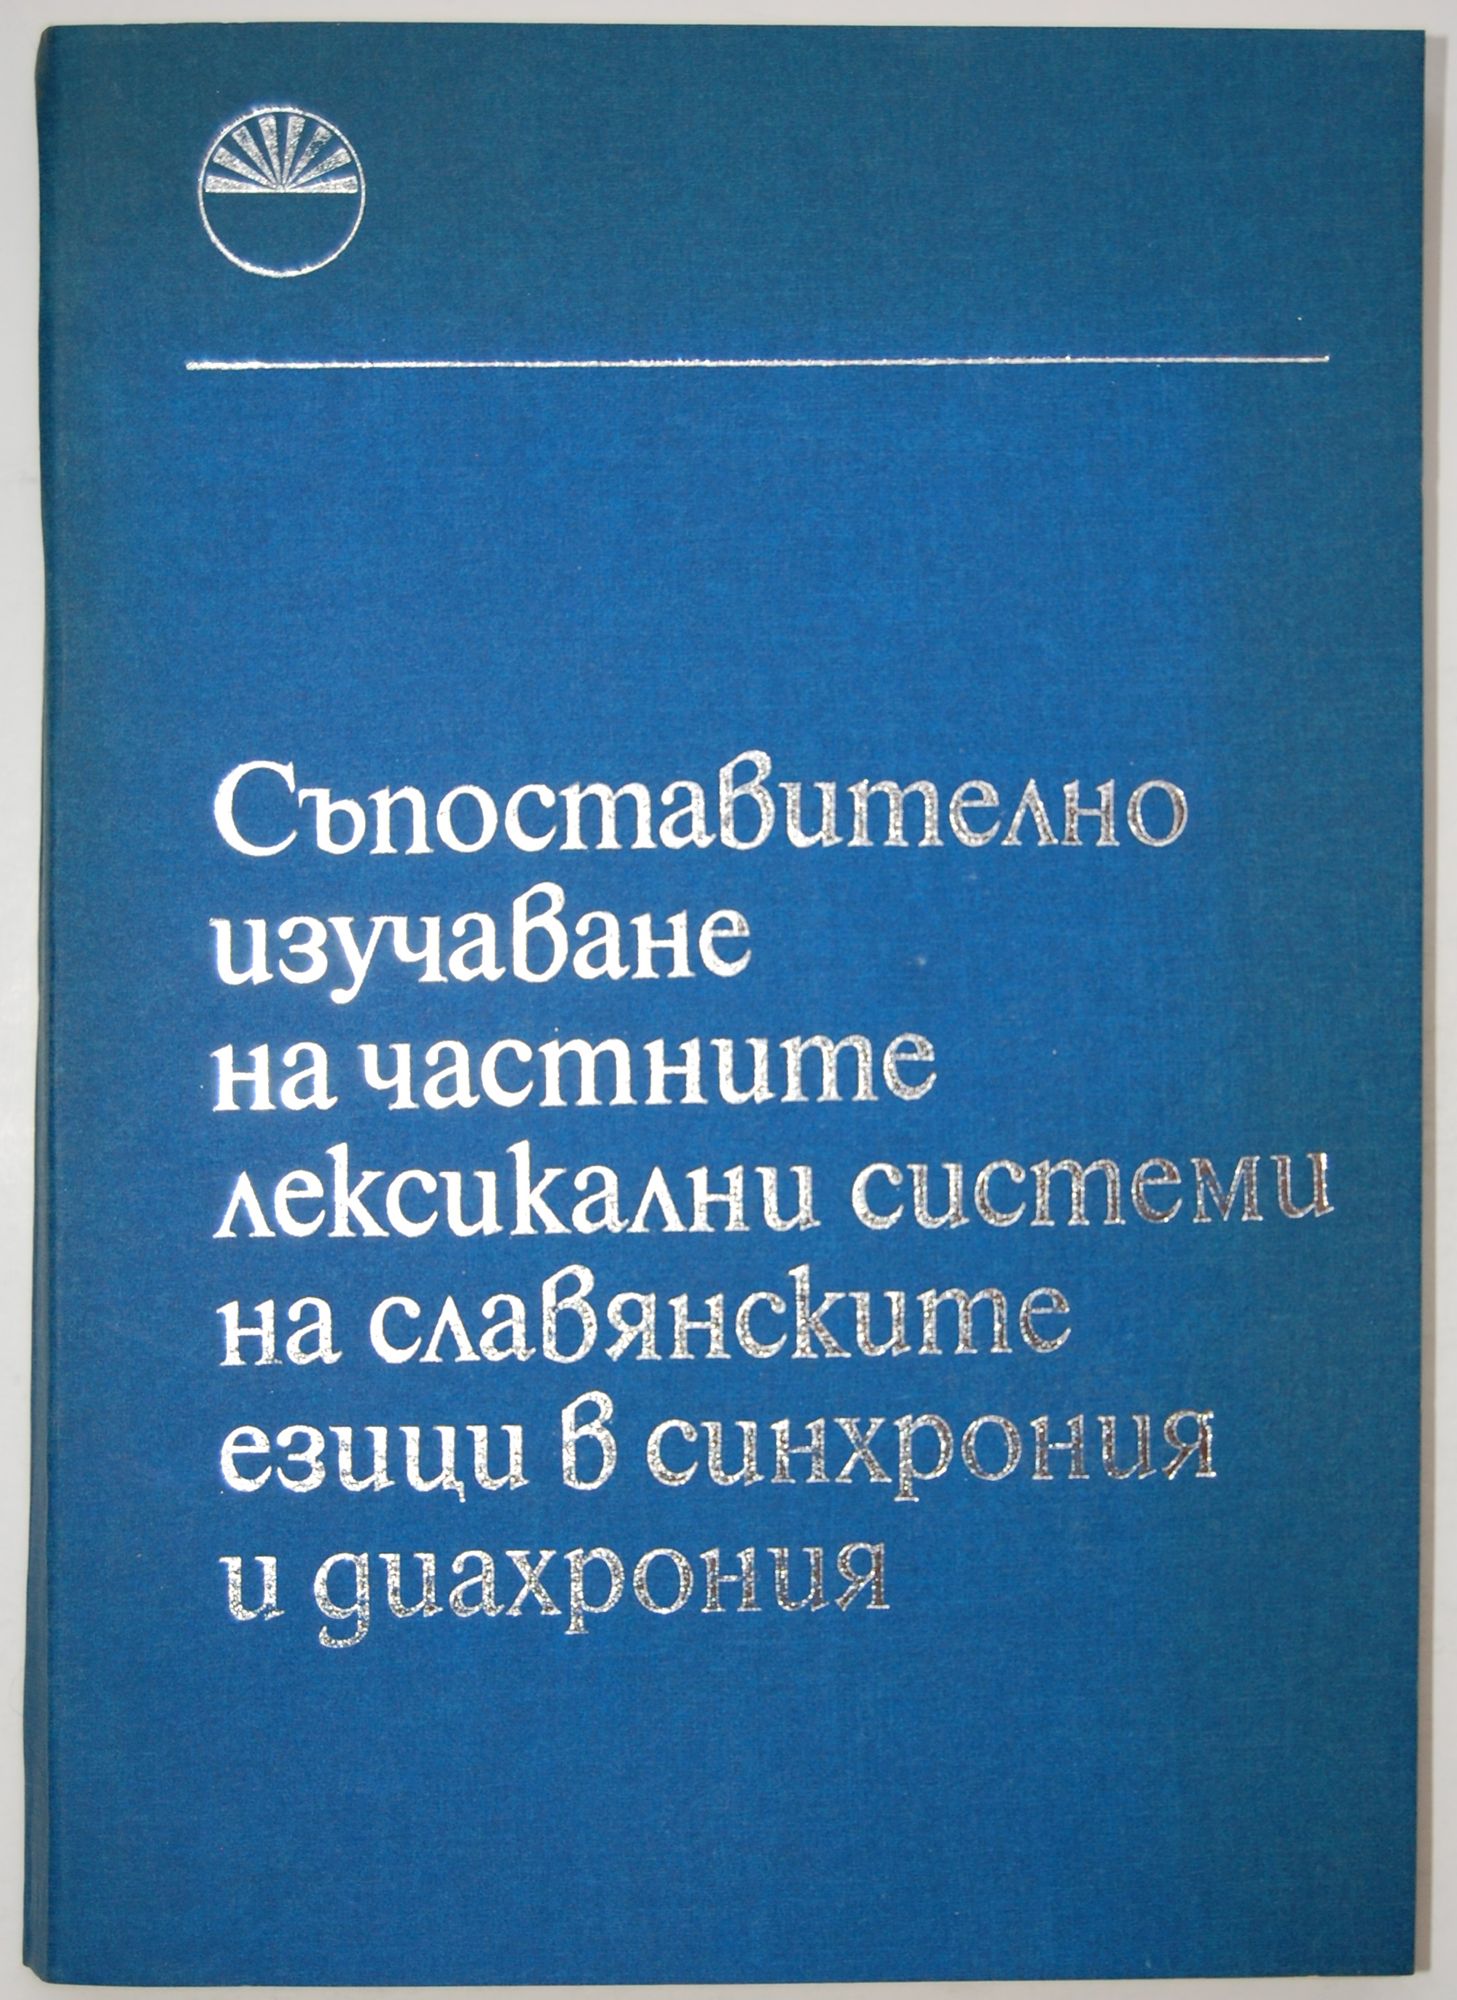 Съпоставително
изучаване
на частните
лексикални системи
на славянските
езици в синхрония
и диахрония